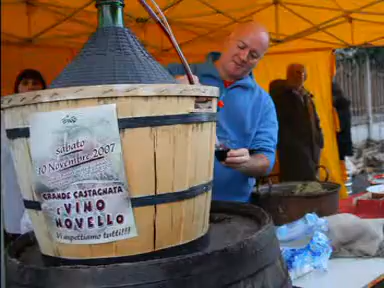 Sabato
10 Novembre 2007
GRANDE CASTAGNATA
e VINO
NOVELLO
Vi aspettiamo tutti!!!